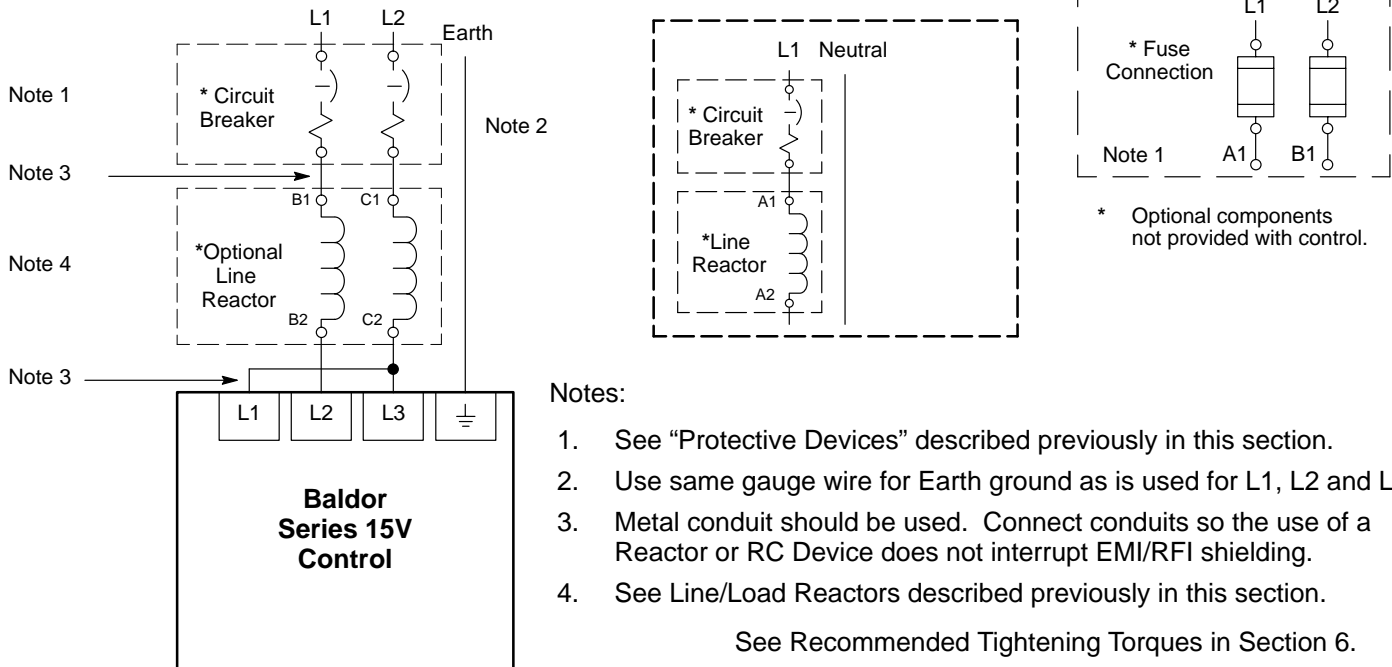 L1 L2
Earth
Note 1
* Circuit
Breaker
Note 2
Note 3
B1 C1
*Optional
Line
Reactor
Note 4
B2 C2
Note 3
L1 L2 L3
Baldor
Series 15V
Control
L1 Neutral
* Circuit
Breaker
A1
*Line
Reactor
A2
L1 L2
* Fuse
Connection
Note 1 A1 B1
* Optional components
not provided with control.
Notes:
1. See “Protective Devices” described previously in this section.
2. Use same gauge wire for Earth ground as is used for L1, L2 and L
3. Metal conduit should be used. Connect conduits so the use of a
Reactor or RC Device does not interrupt EMI/RFI shielding.
4. See Line/Load Reactors described previously in this section.
See Recommended Tightening Torques in Section 6.